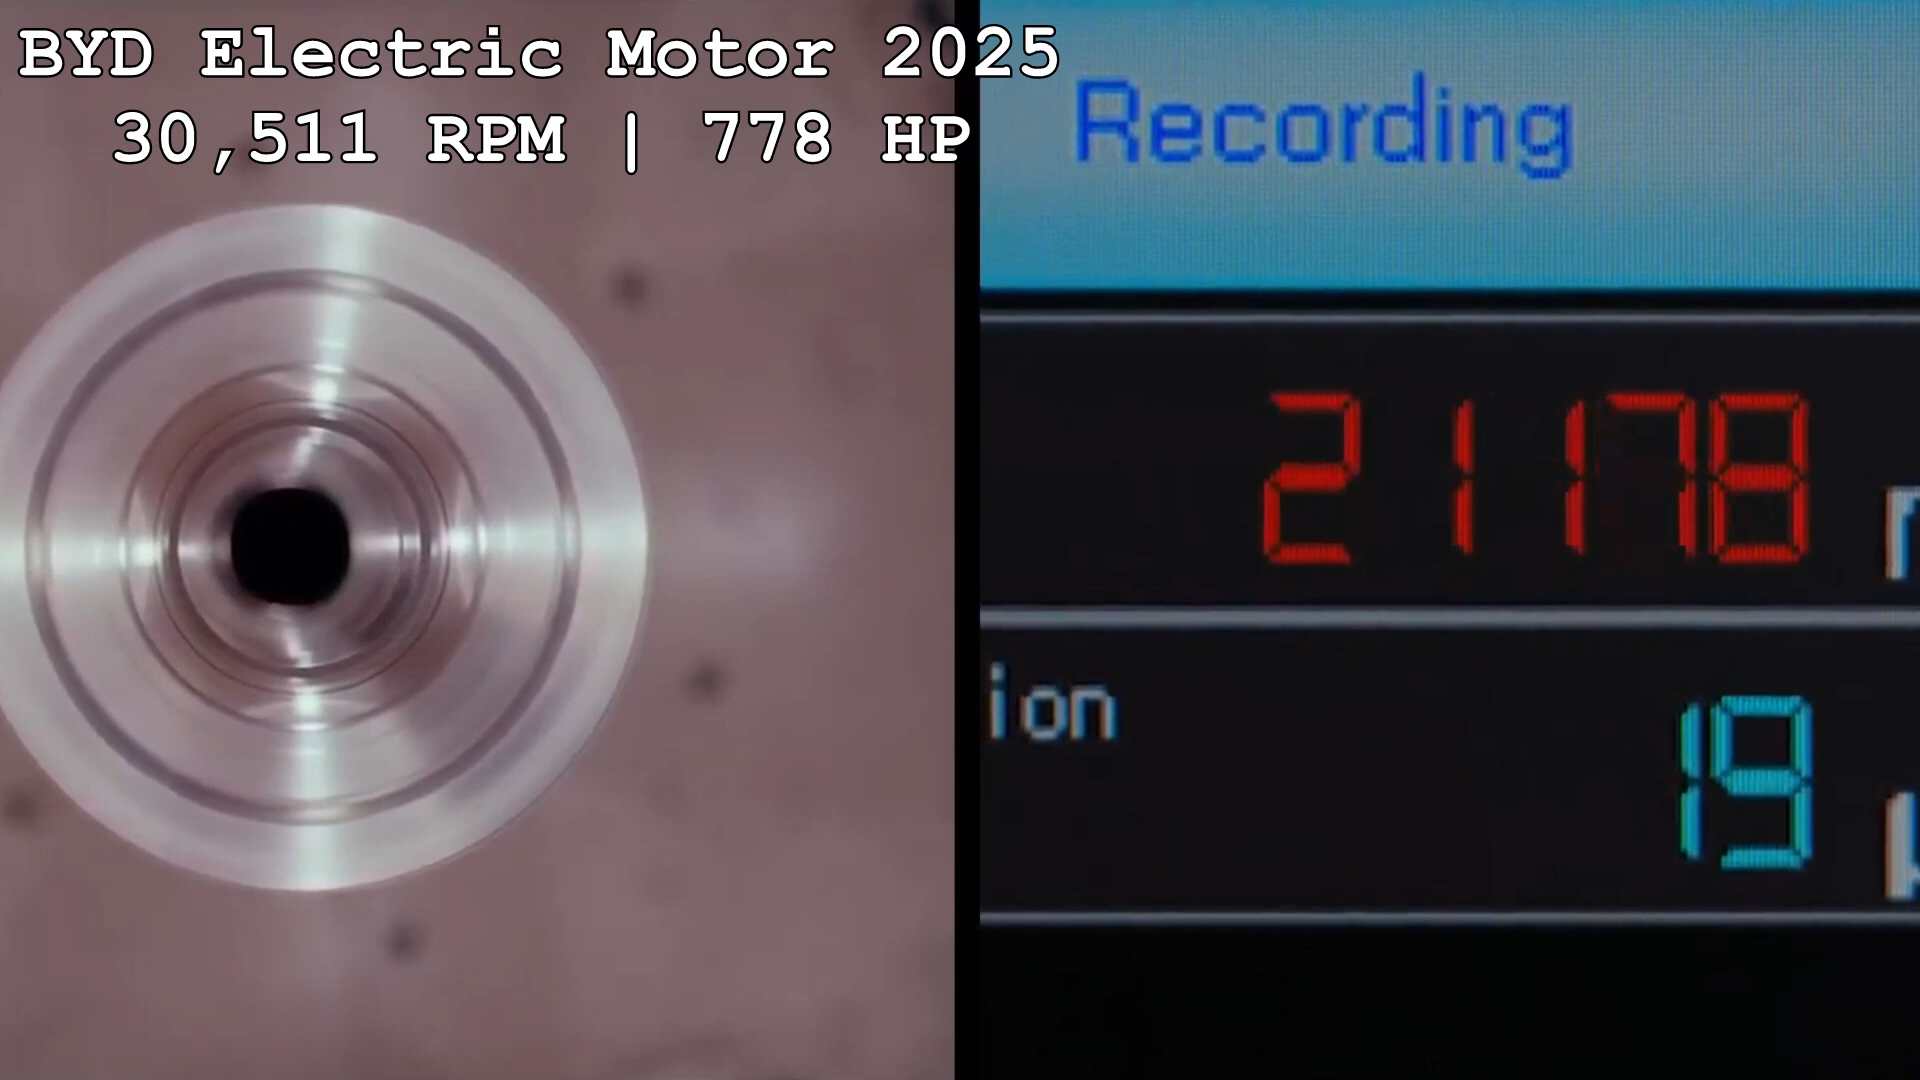 BYD Electric Motor 2025
30,511 RPM | 778 HP
Recording
21178
ion
19